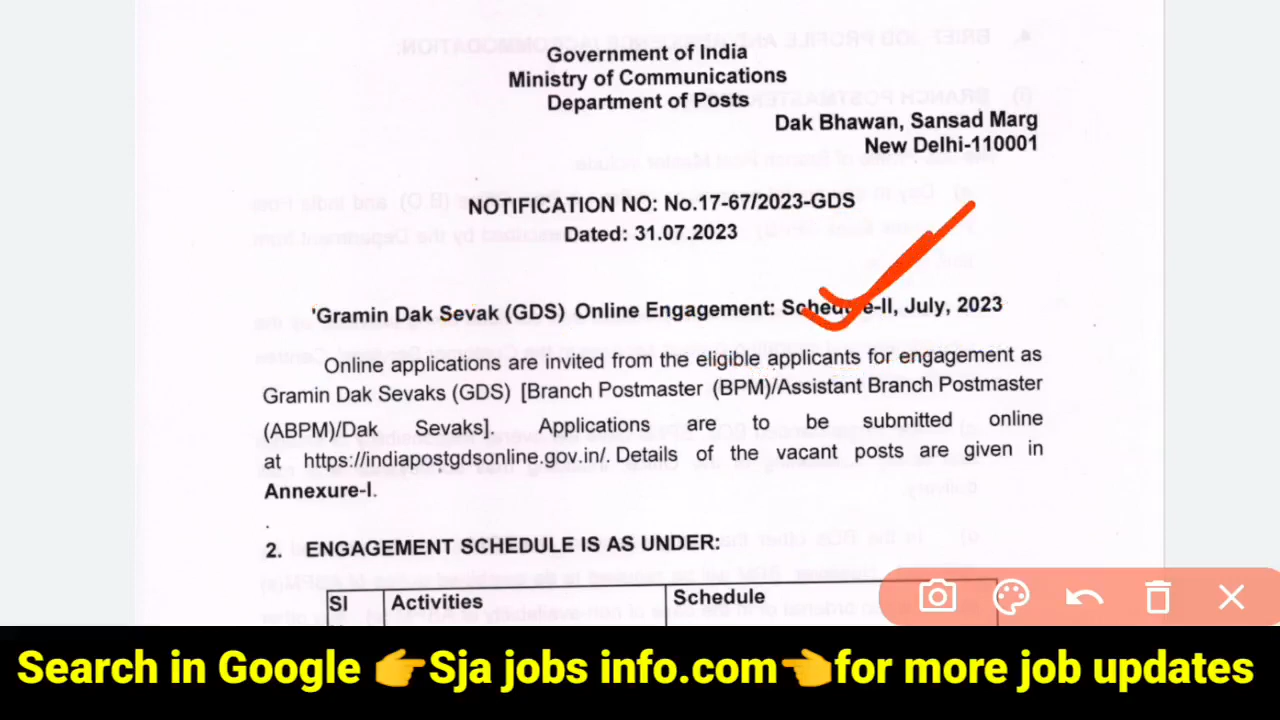 Government of India
Ministry of Communications
Department of Posts
Dak Bhawan, Sansad Marg
New Delhi-110001
NOTIFICATION NO: No.17-67/2023-GDS
Dated: 31.07.2023
'Gramin Dak Sevak (GDS) Online Engagement: Schedule-II, July, 2023
Online applications are invited from the eligible applicants for engagement as
Gramin Dak Sevaks (GDS) [Branch Postmaster (BPM)/Assistant Branch Postmaster
(ABPM)/Dak Sevaks]. Applications are to be submitted online
at https://indiapostgdsonline.gov.in/. Details of the vacant posts are given in
Annexure-I.
2. ENGAGEMENT SCHEDULE IS AS UNDER:
Sl Activities Schedule
Search in Google 👉Sja jobs info.com👈for more job updates